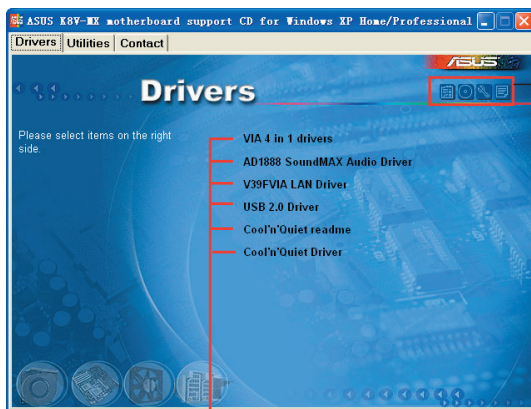 ASUS K8V-MX motherboard support CD for Windows XP Home/Professional
Drivers Utilities Contact
ASUS
Drivers
Please select items on the right
side.
VIA 4 in 1 drivers
AD1888 SoundMAX Audio Driver
V39FVIA LAN Driver
USB 2.0 Driver
Cool'n'Quiet readme
Cool'n'Quiet Driver